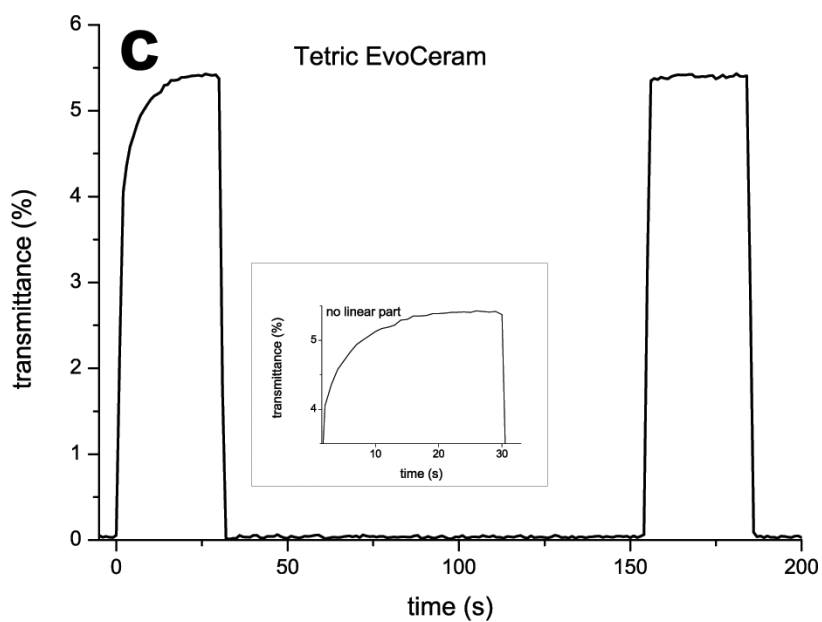 C
Tetric EvoCeram
transmittance (%)
6
5
4
3
2
1
0
0 50 100 150 200
time (s)
no linear part
transmittance (%)
5
4
10 20 30
time (s)